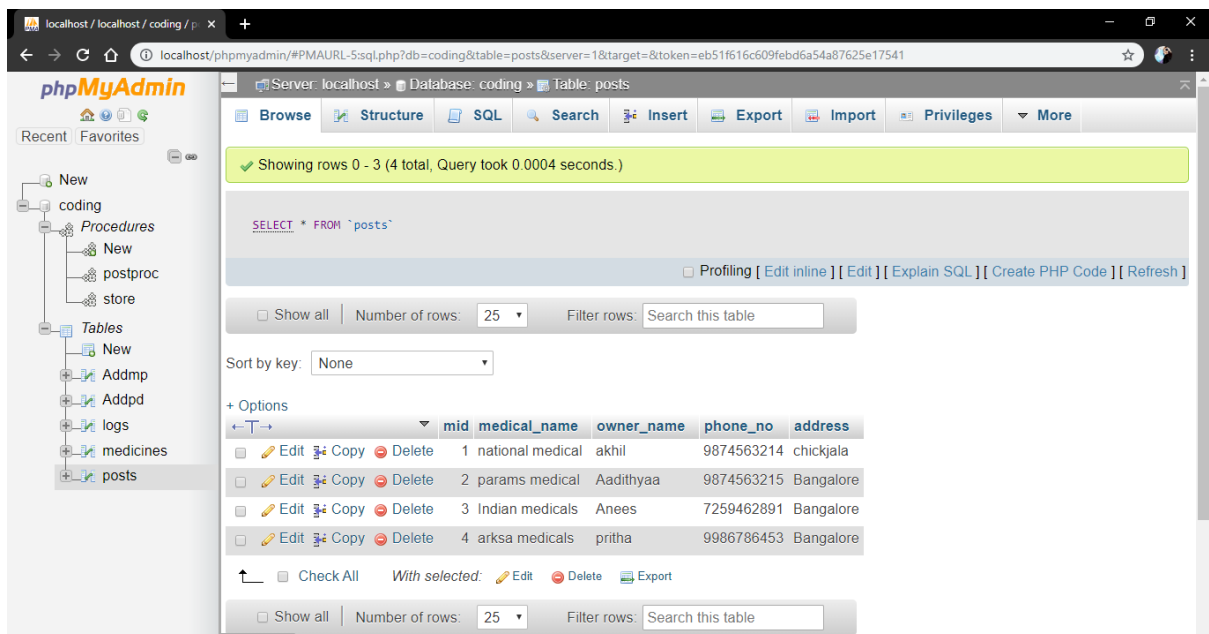 localhost / localhost / coding / p
localhost/phpmyadmin/#PMAURL-5:sql.php?db=coding&table=posts&server=1&target=&token=eb51f616c609febd6a54a87625e17541
phpMyAdmin
Recent Favorites
New
coding
Procedures
New
postproc
store
Tables
New
Addmp
Addpd
logs
medicines
posts
Server: localhost » Database: coding » Table: posts
Browse Structure SQL Search Insert Export Import Privileges More
Showing rows 0 - 3 (4 total, Query took 0.0004 seconds.)
SELECT * FROM `posts`
Profiling [ Edit inline ] [ Edit ] [ Explain SQL ] [ Create PHP Code ] [ Refresh ]
Show all Number of rows: 25 Filter rows: Search this table
Sort by key: None
+ Options
←T→ mid medical_name owner_name phone_no address
Edit Copy Delete 1 national medical akhil 9874563214 chickjala
Edit Copy Delete 2 params medical Aadithyaa 9874563215 Bangalore
Edit Copy Delete 3 Indian medicals Anees 7259462891 Bangalore
Edit Copy Delete 4 arksa medicals pritha 9986786453 Bangalore
Check All With selected: Edit Delete Export
Show all Number of rows: 25 Filter rows: Search this table